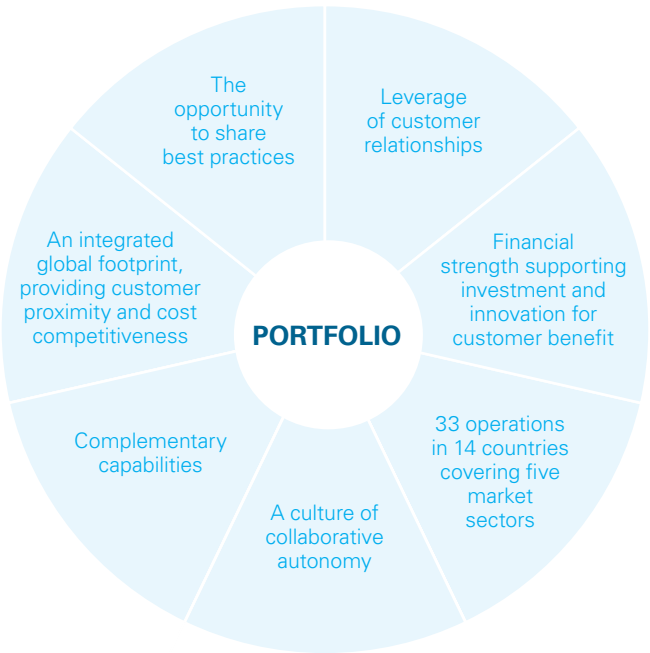 The
opportunity
to share
best practices
Leverage
of customer
relationships
Financial
strength supporting
investment and
innovation for
customer benefit
33 operations
in 14 countries
covering five
market
sectors
A culture of
collaborative
autonomy
Complementary
capabilities
An integrated
global footprint,
providing customer
proximity and cost
competitiveness
PORTFOLIO